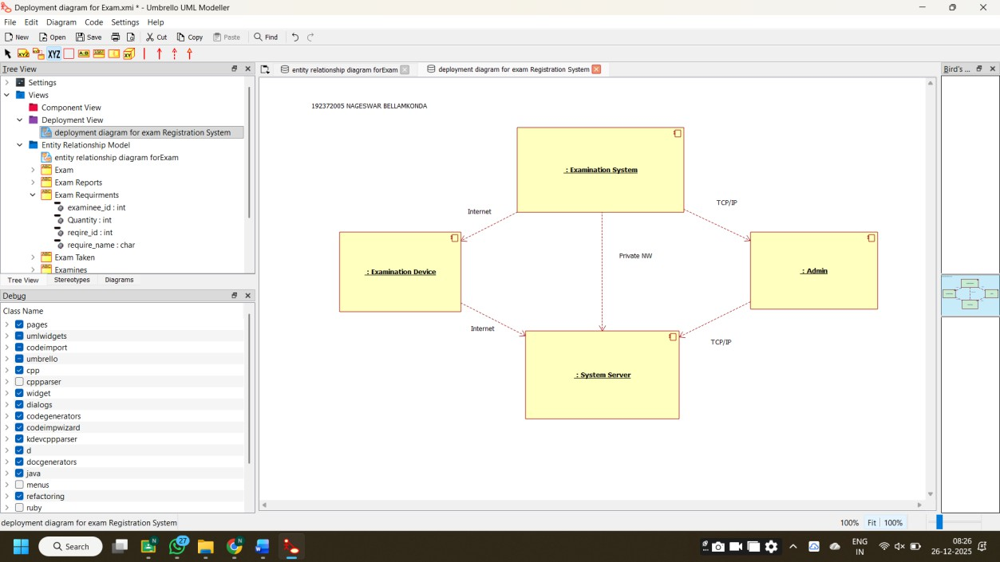 Deployment diagram for Exam.xmi * - Umbrello UML Modeller
File Edit Diagram Code Settings Help
New Open Save Cut Copy Paste Find
XYZ
Tree View
entity relationship diagram forExam
deployment diagram for exam Registration System
Bird's ...
Settings
Views
Component View
Deployment View
deployment diagram for exam Registration System
Entity Relationship Model
entity relationship diagram forExam
Exam
Exam Reports
Exam Requirments
examinee_id : int
Quantity : int
reqire_id : int
require_name : char
Exam Taken
Examines
Tree View Stereotypes Diagrams
Debug
Class Name
pages
umlwidgets
codeimport
umbrello
cpp
cppparser
widget
dialogs
codegenerators
codeimpwizard
kdevcppparser
d
docgenerators
java
menus
refactoring
ruby
192372005 NAGESWAR BELLAMKONDA
: Examination System
Internet
TCP/IP
Private NW
: Examination Device
: Admin
Internet
TCP/IP
: System Server
deployment diagram for exam Registration System
100% Fit 100%
Search
27
ENG
IN
08:26
26-12-2025